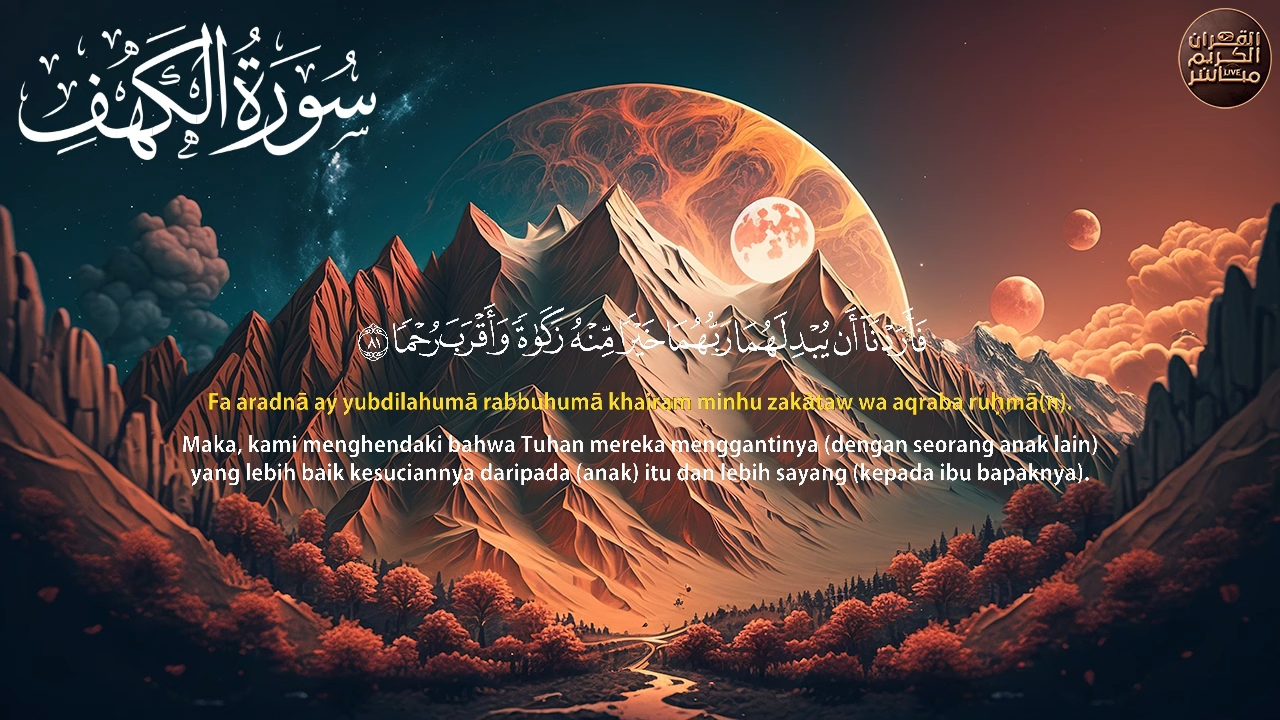 سُورَةُ الْكَهْفِ
القرآن
الكريم
مباشر
LIVE
فَأَرَدْنَآ أَن يُبْدِلَهُمَا رَبُّهُمَا خَيْرًا مِّنْهُ زَكَوٰةً وَأَقْرَبَ رُحْمًا ٨١
Fa aradnā ay yubdilahumā rabbuhumā khairam minhu zakātaw wa aqraba ruḥmā(n).
Maka, kami menghendaki bahwa Tuhan mereka menggantinya (dengan seorang anak lain)
yang lebih baik kesuciannya daripada (anak) itu dan lebih sayang (kepada ibu bapaknya).